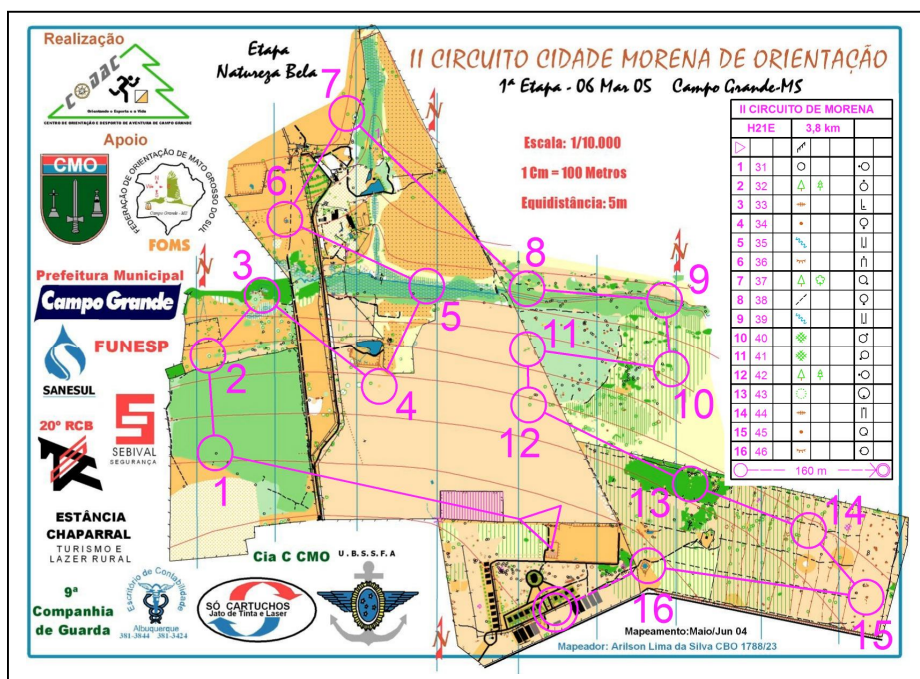 Realização
CODAC
Orientando o Esporte e a Vida
CENTRO DE ORIENTAÇÃO E DESPORTO DE AVENTURA DE CAMPO GRANDE
Apoio
CMO
FEDERAÇÃO DE ORIENTAÇÃO DE MATO GROSSO DO SUL
Campo Grande - MS
FOMS
Prefeitura Municipal
Campo Grande
FUNESP
SANESUL
20º RCB
SEBIVAL
SEGURANÇA
ESTÂNCIA
CHAPARRAL
TURISMO E
LAZER RURAL
9ª
Companhia
de Guarda
Escritório de Contabilidade
Albuquerque
381-3844 381-3424
Cia C CMO
SÓ CARTUCHOS
Jato de Tinta e Laser
U.B.S.S.F.A
Etapa
Natureza Bela
II CIRCUITO CIDADE MORENA DE ORIENTAÇÃO
1ª Etapa - 06 Mar 05 Campo Grande-MS
Escala: 1/10.000
1 Cm = 100 Metros
Equidistância: 5m
N
N
N
N
1
2
3
4
5
6
7
8
9
10
11
12
13
14
15
16
II CIRCUITO DE MORENA
H21E 3,8 km
1 31
2 32
3 33
4 34
5 35
6 36
7 37
8 38
9 39
10 40
11 41
12 42
13 43
14 44
15 45
16 46
160 m
Mapeamento:Maio/Jun 04
Mapeador: Arilson Lima da Silva CBO 1788/23